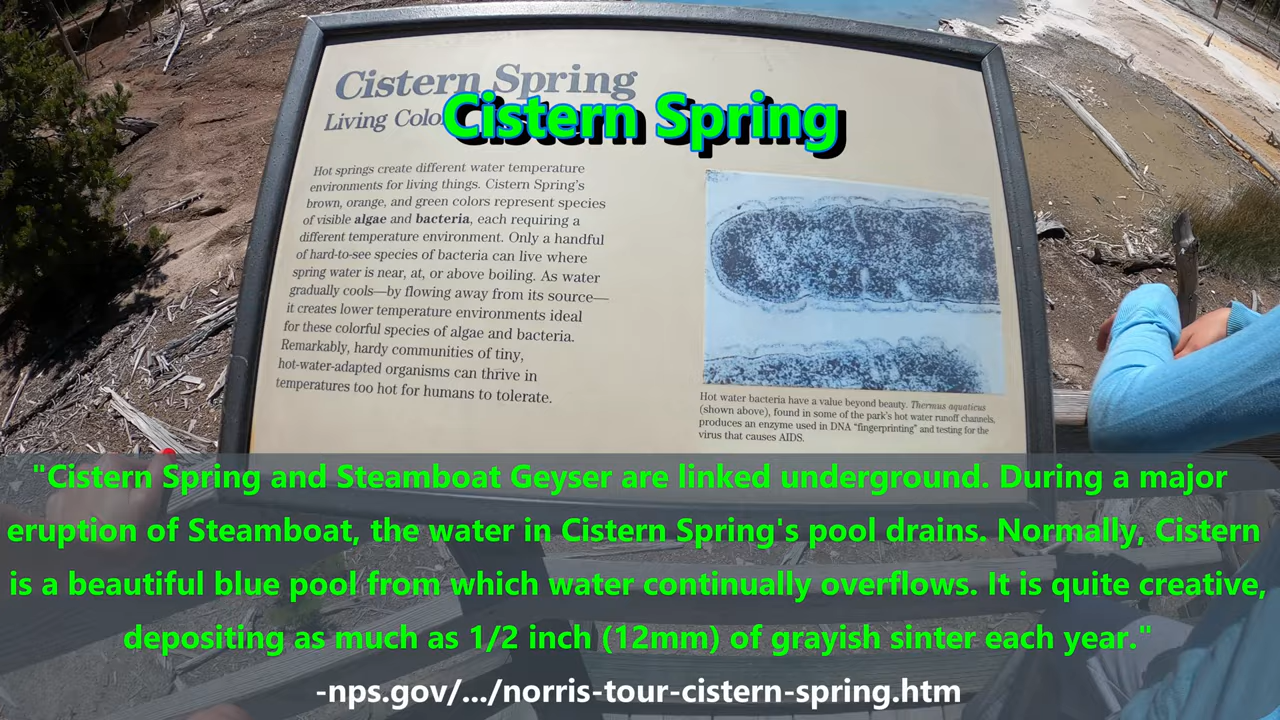 Cistern Spring
Living Colo
Cistern Spring
Hot springs create different water temperature
environments for living things. Cistern Spring's
brown, orange, and green colors represent species
of visible algae and bacteria, each requiring a
different temperature environment. Only a handful
of hard-to-see species of bacteria can live where
spring water is near, at, or above boiling. As water
gradually cools—by flowing away from its source—
it creates lower temperature environments ideal
for these colorful species of algae and bacteria.
Remarkably, hardy communities of tiny,
hot-water-adapted organisms can thrive in
temperatures too hot for humans to tolerate.
Hot water bacteria have a value beyond beauty. Thermus aquaticus
(shown above), found in some of the park's hot water runoff channels,
produces an enzyme used in DNA "fingerprinting" and testing for the
virus that causes AIDS.
"Cistern Spring and Steamboat Geyser are linked underground. During a major
eruption of Steamboat, the water in Cistern Spring's pool drains. Normally, Cistern
is a beautiful blue pool from which water continually overflows. It is quite creative,
depositing as much as 1/2 inch (12mm) of grayish sinter each year."
-nps.gov/.../norris-tour-cistern-spring.htm